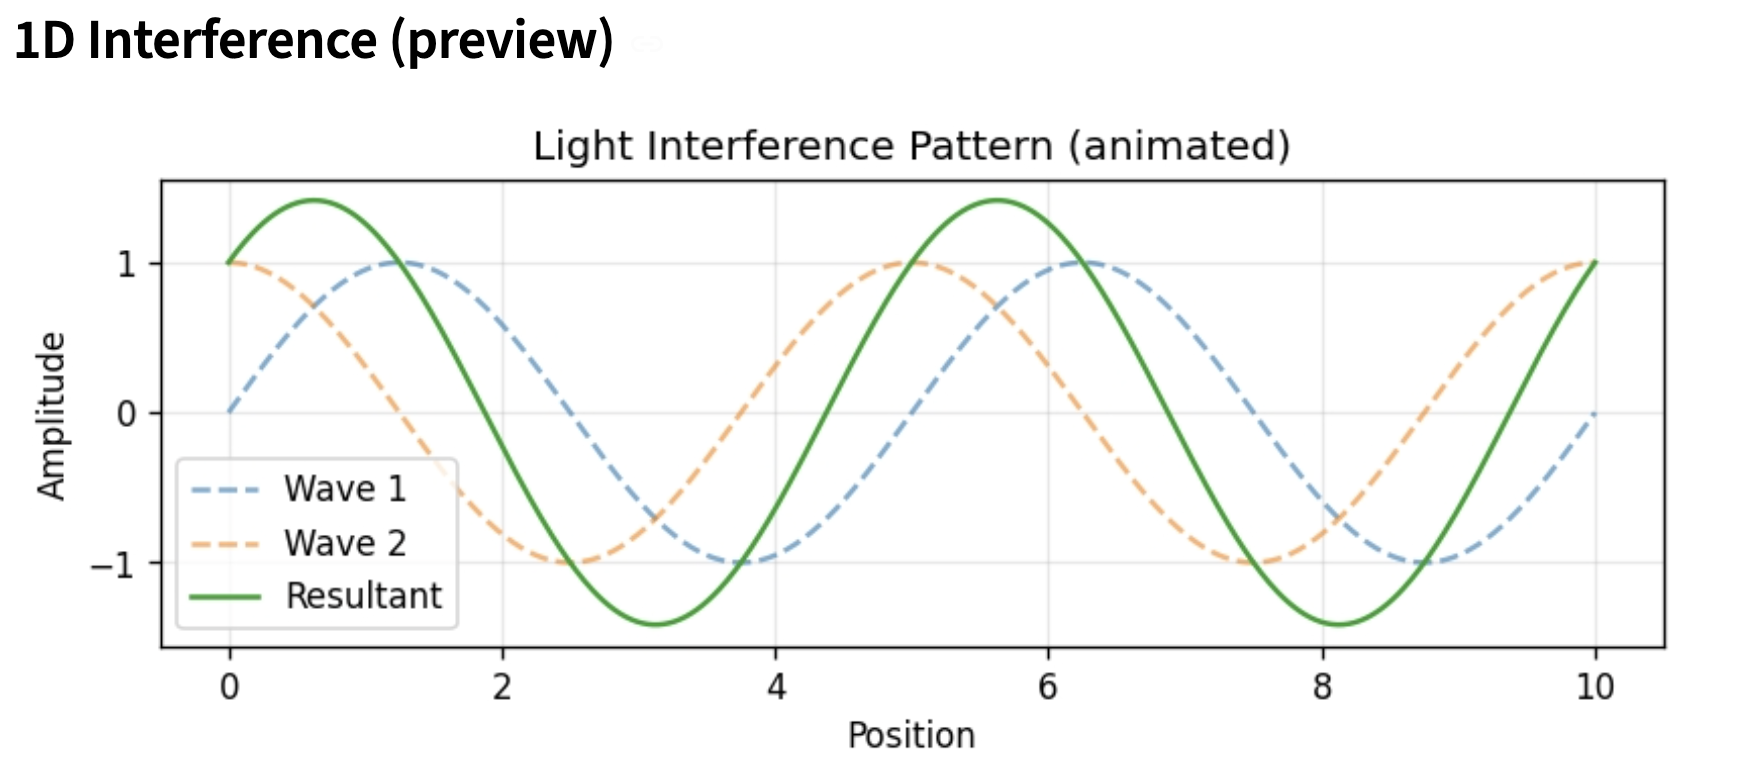 1D Interference (preview)
Light Interference Pattern (animated)
1
0
−1
Amplitude
Wave 1
Wave 2
Resultant
0 2 4 6 8 10
Position